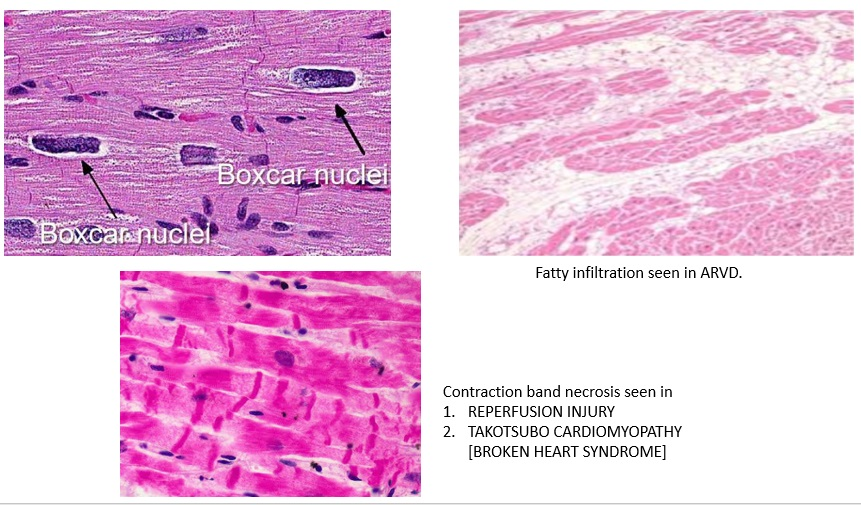 Boxcar nuclei
Boxcar nuclei
Fatty infiltration seen in ARVD.
Contraction band necrosis seen in
1. REPERFUSION INJURY
2. TAKOTSUBO CARDIOMYOPATHY
[BROKEN HEART SYNDROME]